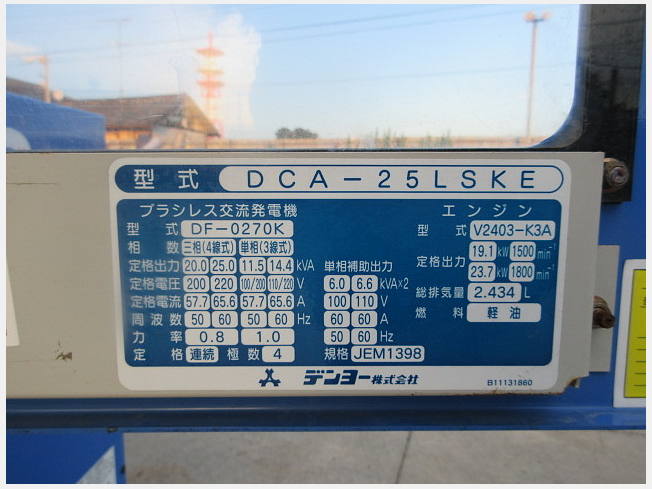 型式 DCA-25LSKE
ブラシレス交流発電機
型式 DF-0270K
相数 三相(4線式) 単相(3線式)
定格出力 20.0 25.0 11.5 14.4 kVA
定格電圧 200 220 100/200 110/220 V
定格電流 57.7 65.6 57.7 65.6 A
周波数 50 60 50 60 Hz
力率 0.8 1.0
定格 連続 極数 4
単相補助出力
6.0 6.6 kVA×2
100 110 V
60 60 A
50 60 Hz
規格 JEM1398
エンジン
型式 V2403-K3A
定格出力 19.1 kW 1500 min⁻¹
23.7 kW 1800 min⁻¹
総排気量 2.434 L
燃料 軽油
デンヨー株式会社
B11131860